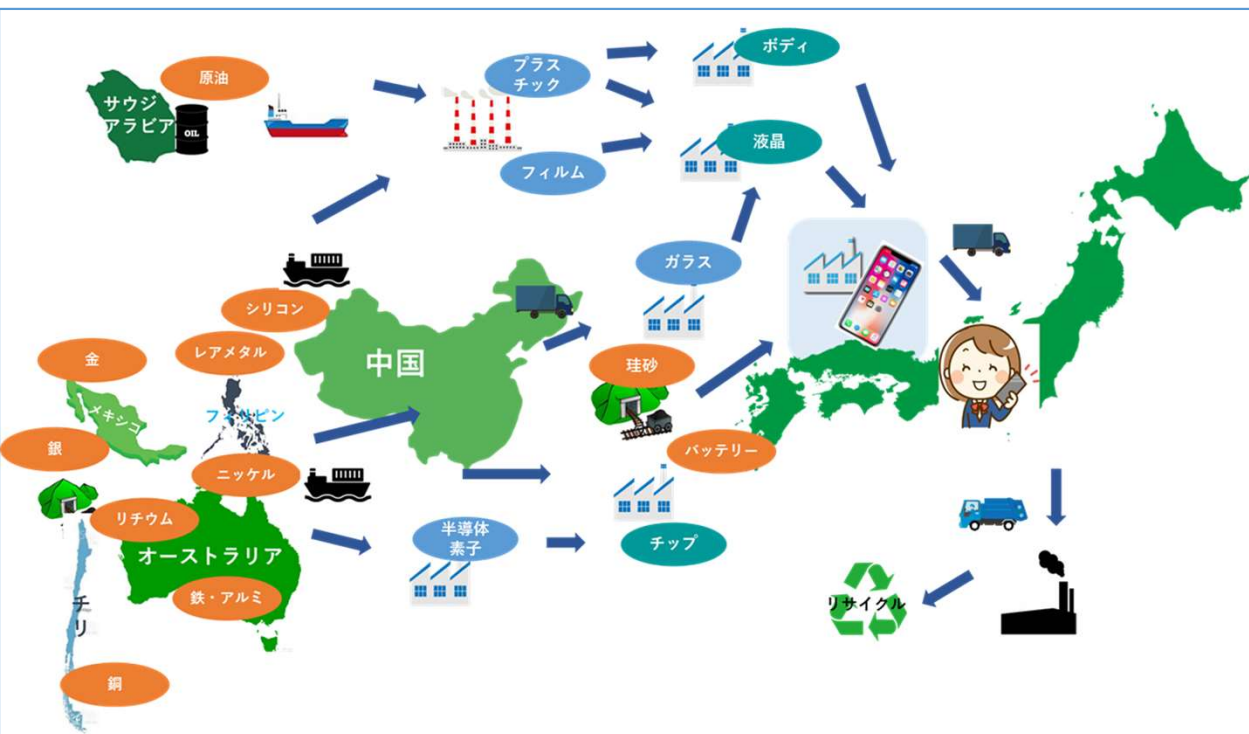 原油
サウジ
アラビア
OIL
プラス
チック
フィルム
ボディ
液晶
シリコン
レアメタル
中国
ガラス
珪砂
金
メキシコ
フィリピン
銀
ニッケル
リチウム
オーストラリア
鉄・アルミ
チリ
銅
半導体
素子
バッテリー
チップ
リサイクル